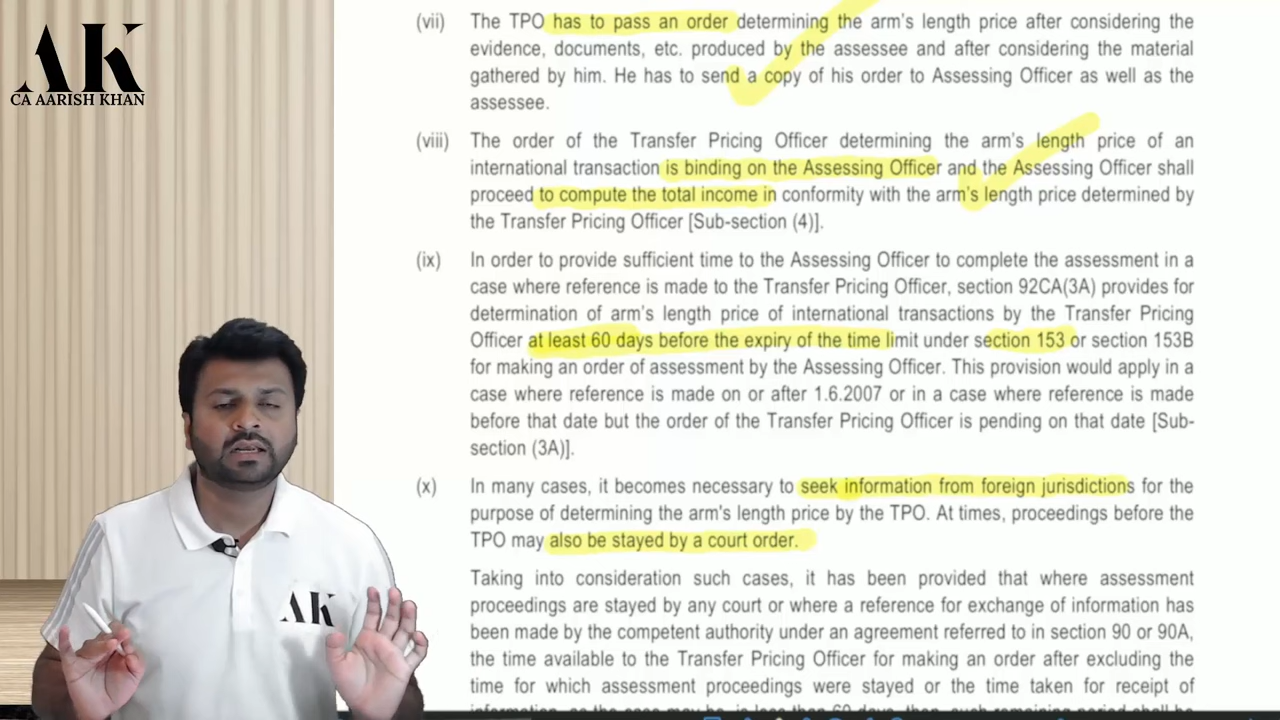 AK
CA AARISH KHAN
(vii) The TPO has to pass an order determining the arm's length price after considering the
evidence, documents, etc. produced by the assessee and after considering the material
gathered by him. He has to send a copy of his order to Assessing Officer as well as the
assessee.
(viii) The order of the Transfer Pricing Officer determining the arm's length price of an
international transaction is binding on the Assessing Officer and the Assessing Officer shall
proceed to compute the total income in conformity with the arm's length price determined by
the Transfer Pricing Officer [Sub-section (4)].
(ix) In order to provide sufficient time to the Assessing Officer to complete the assessment in a
case where reference is made to the Transfer Pricing Officer, section 92CA(3A) provides for
determination of arm's length price of international transactions by the Transfer Pricing
Officer at least 60 days before the expiry of the time limit under section 153 or section 153B
for making an order of assessment by the Assessing Officer. This provision would apply in a
case where reference is made on or after 1.6.2007 or in a case where reference is made
before that date but the order of the Transfer Pricing Officer is pending on that date [Sub-
section (3A)].
(x) In many cases, it becomes necessary to seek information from foreign jurisdictions for the
purpose of determining the arm's length price by the TPO. At times, proceedings before the
TPO may also be stayed by a court order.
Taking into consideration such cases, it has been provided that where assessment
proceedings are stayed by any court or where a reference for exchange of information has
been made by the competent authority under an agreement referred to in section 90 or 90A,
the time available to the Transfer Pricing Officer for making an order after excluding the
time for which assessment proceedings were stayed or the time taken for receipt of
AK